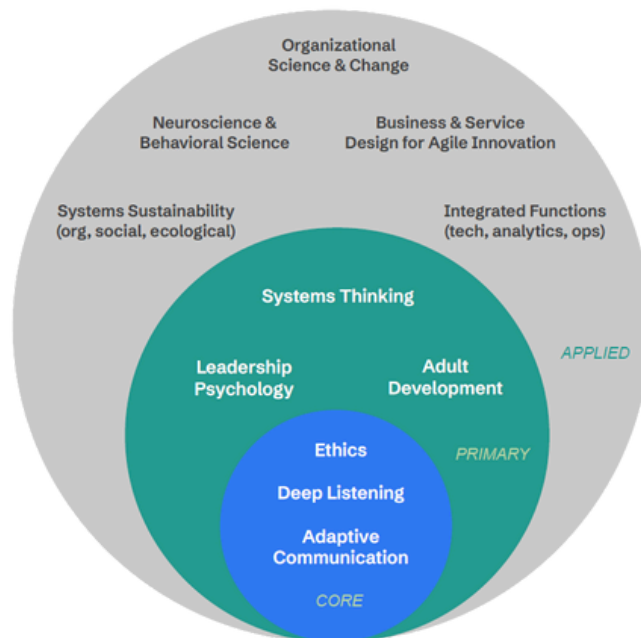 Organizational
Science & Change
Neuroscience &
Behavioral Science
Business & Service
Design for Agile Innovation
Systems Sustainability
(org, social, ecological)
Integrated Functions
(tech, analytics, ops)
Systems Thinking
APPLIED
Leadership
Psychology
Adult
Development
Ethics
PRIMARY
Deep Listening
Adaptive
Communication
CORE